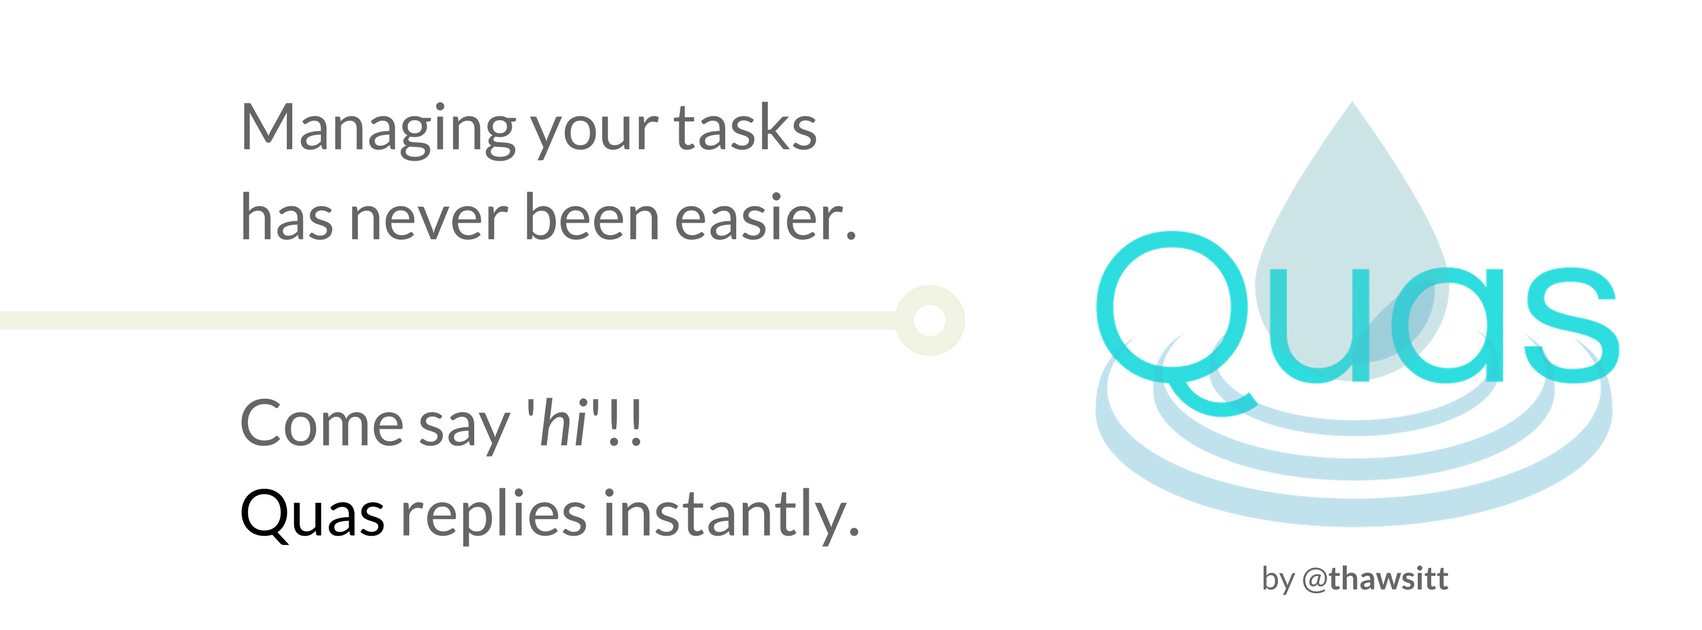 Managing your tasks
has never been easier.
Come say 'hi'!!
Quas replies instantly.
Quas
by @thawsitt